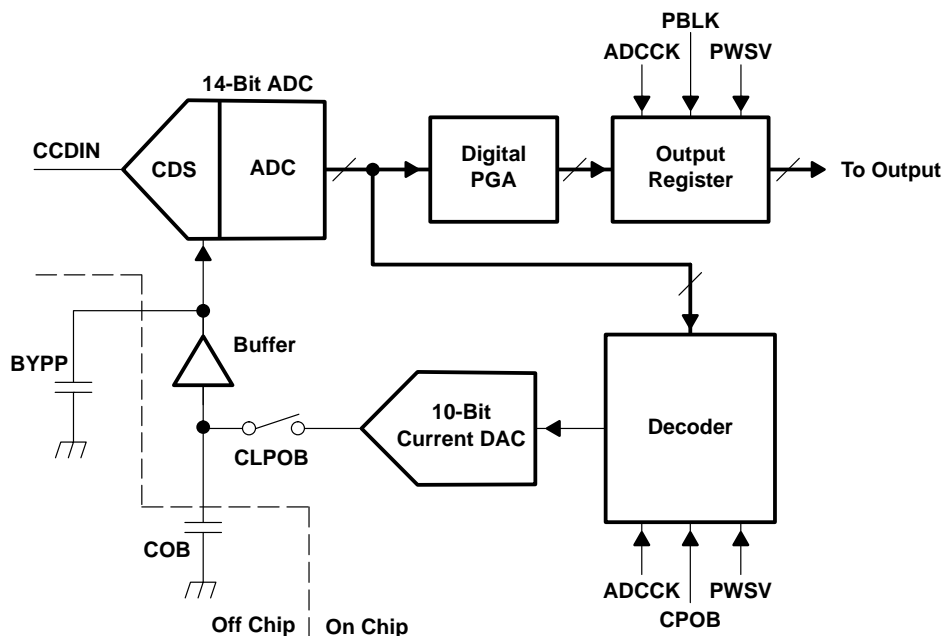 PBLK
ADCCK PWSV
14-Bit ADC
CCDIN
CDS
ADC
Digital
PGA
Output
Register
To Output
BYPP
Buffer
CLPOB
10-Bit
Current DAC
Decoder
COB
ADCCK PWSV
CPOB
Off Chip On Chip